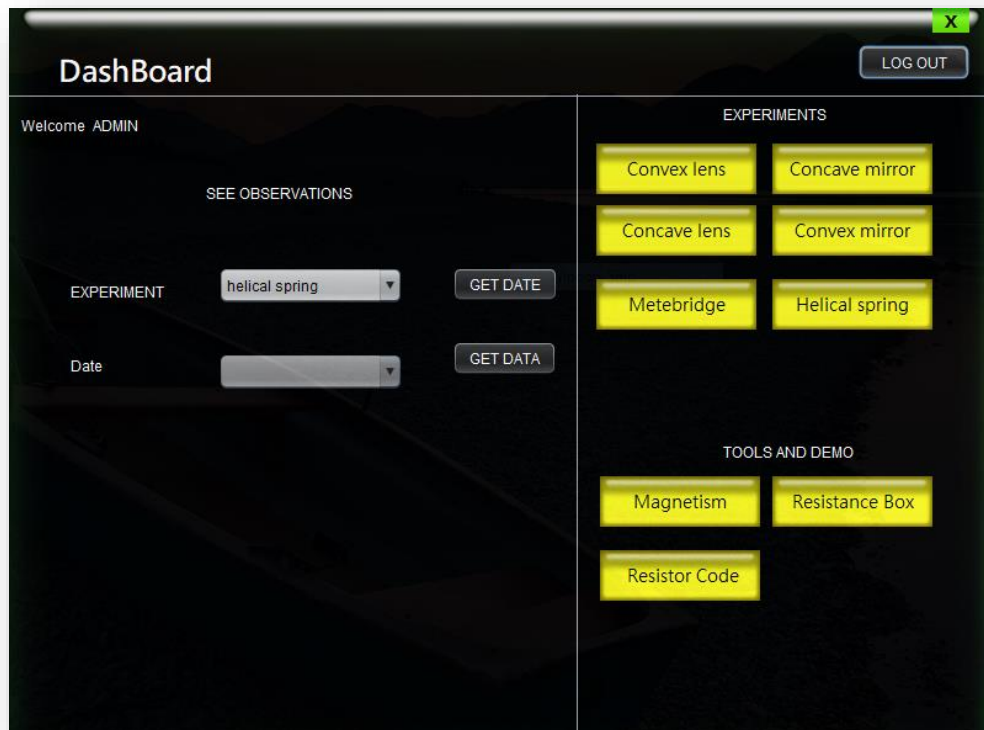 X
DashBoard
LOG OUT
Welcome ADMIN
SEE OBSERVATIONS
EXPERIMENT
helical spring
GET DATE
Date
GET DATA
EXPERIMENTS
Convex lens
Concave mirror
Concave lens
Convex mirror
Metebridge
Helical spring
TOOLS AND DEMO
Magnetism
Resistance Box
Resistor Code